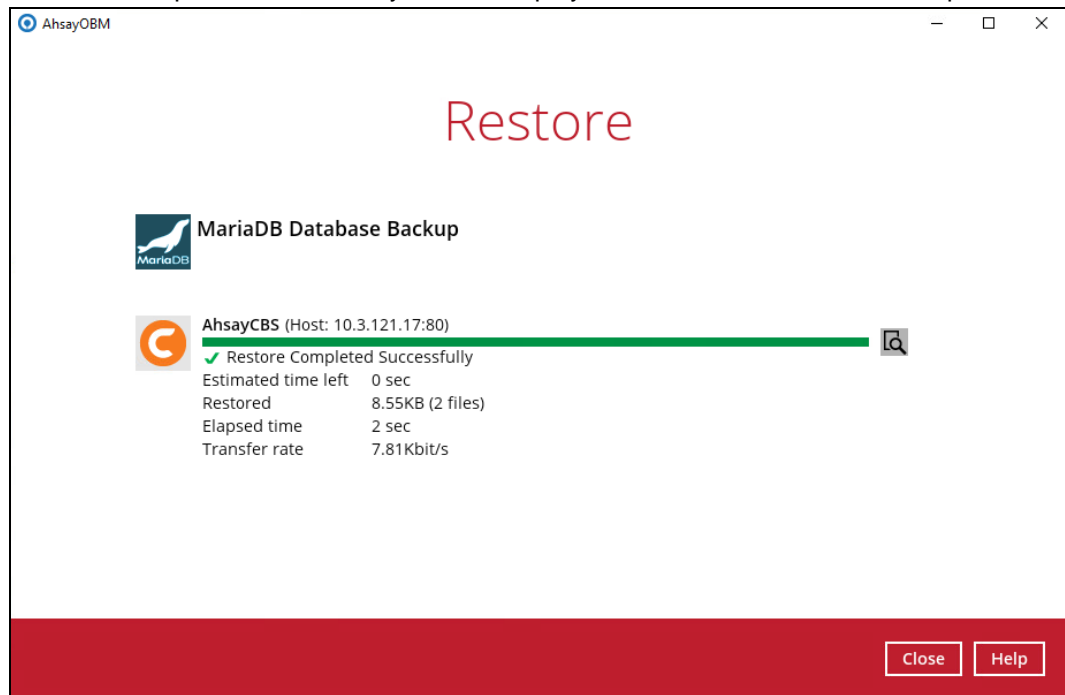 AhsayOBM
Restore
MariaDB Database Backup
MariaDB
AhsayCBS (Host: 10.3.121.17:80)
Restore Completed Successfully
Estimated time left 0 sec
Restored 8.55KB (2 files)
Elapsed time 2 sec
Transfer rate 7.81Kbit/s
Close Help